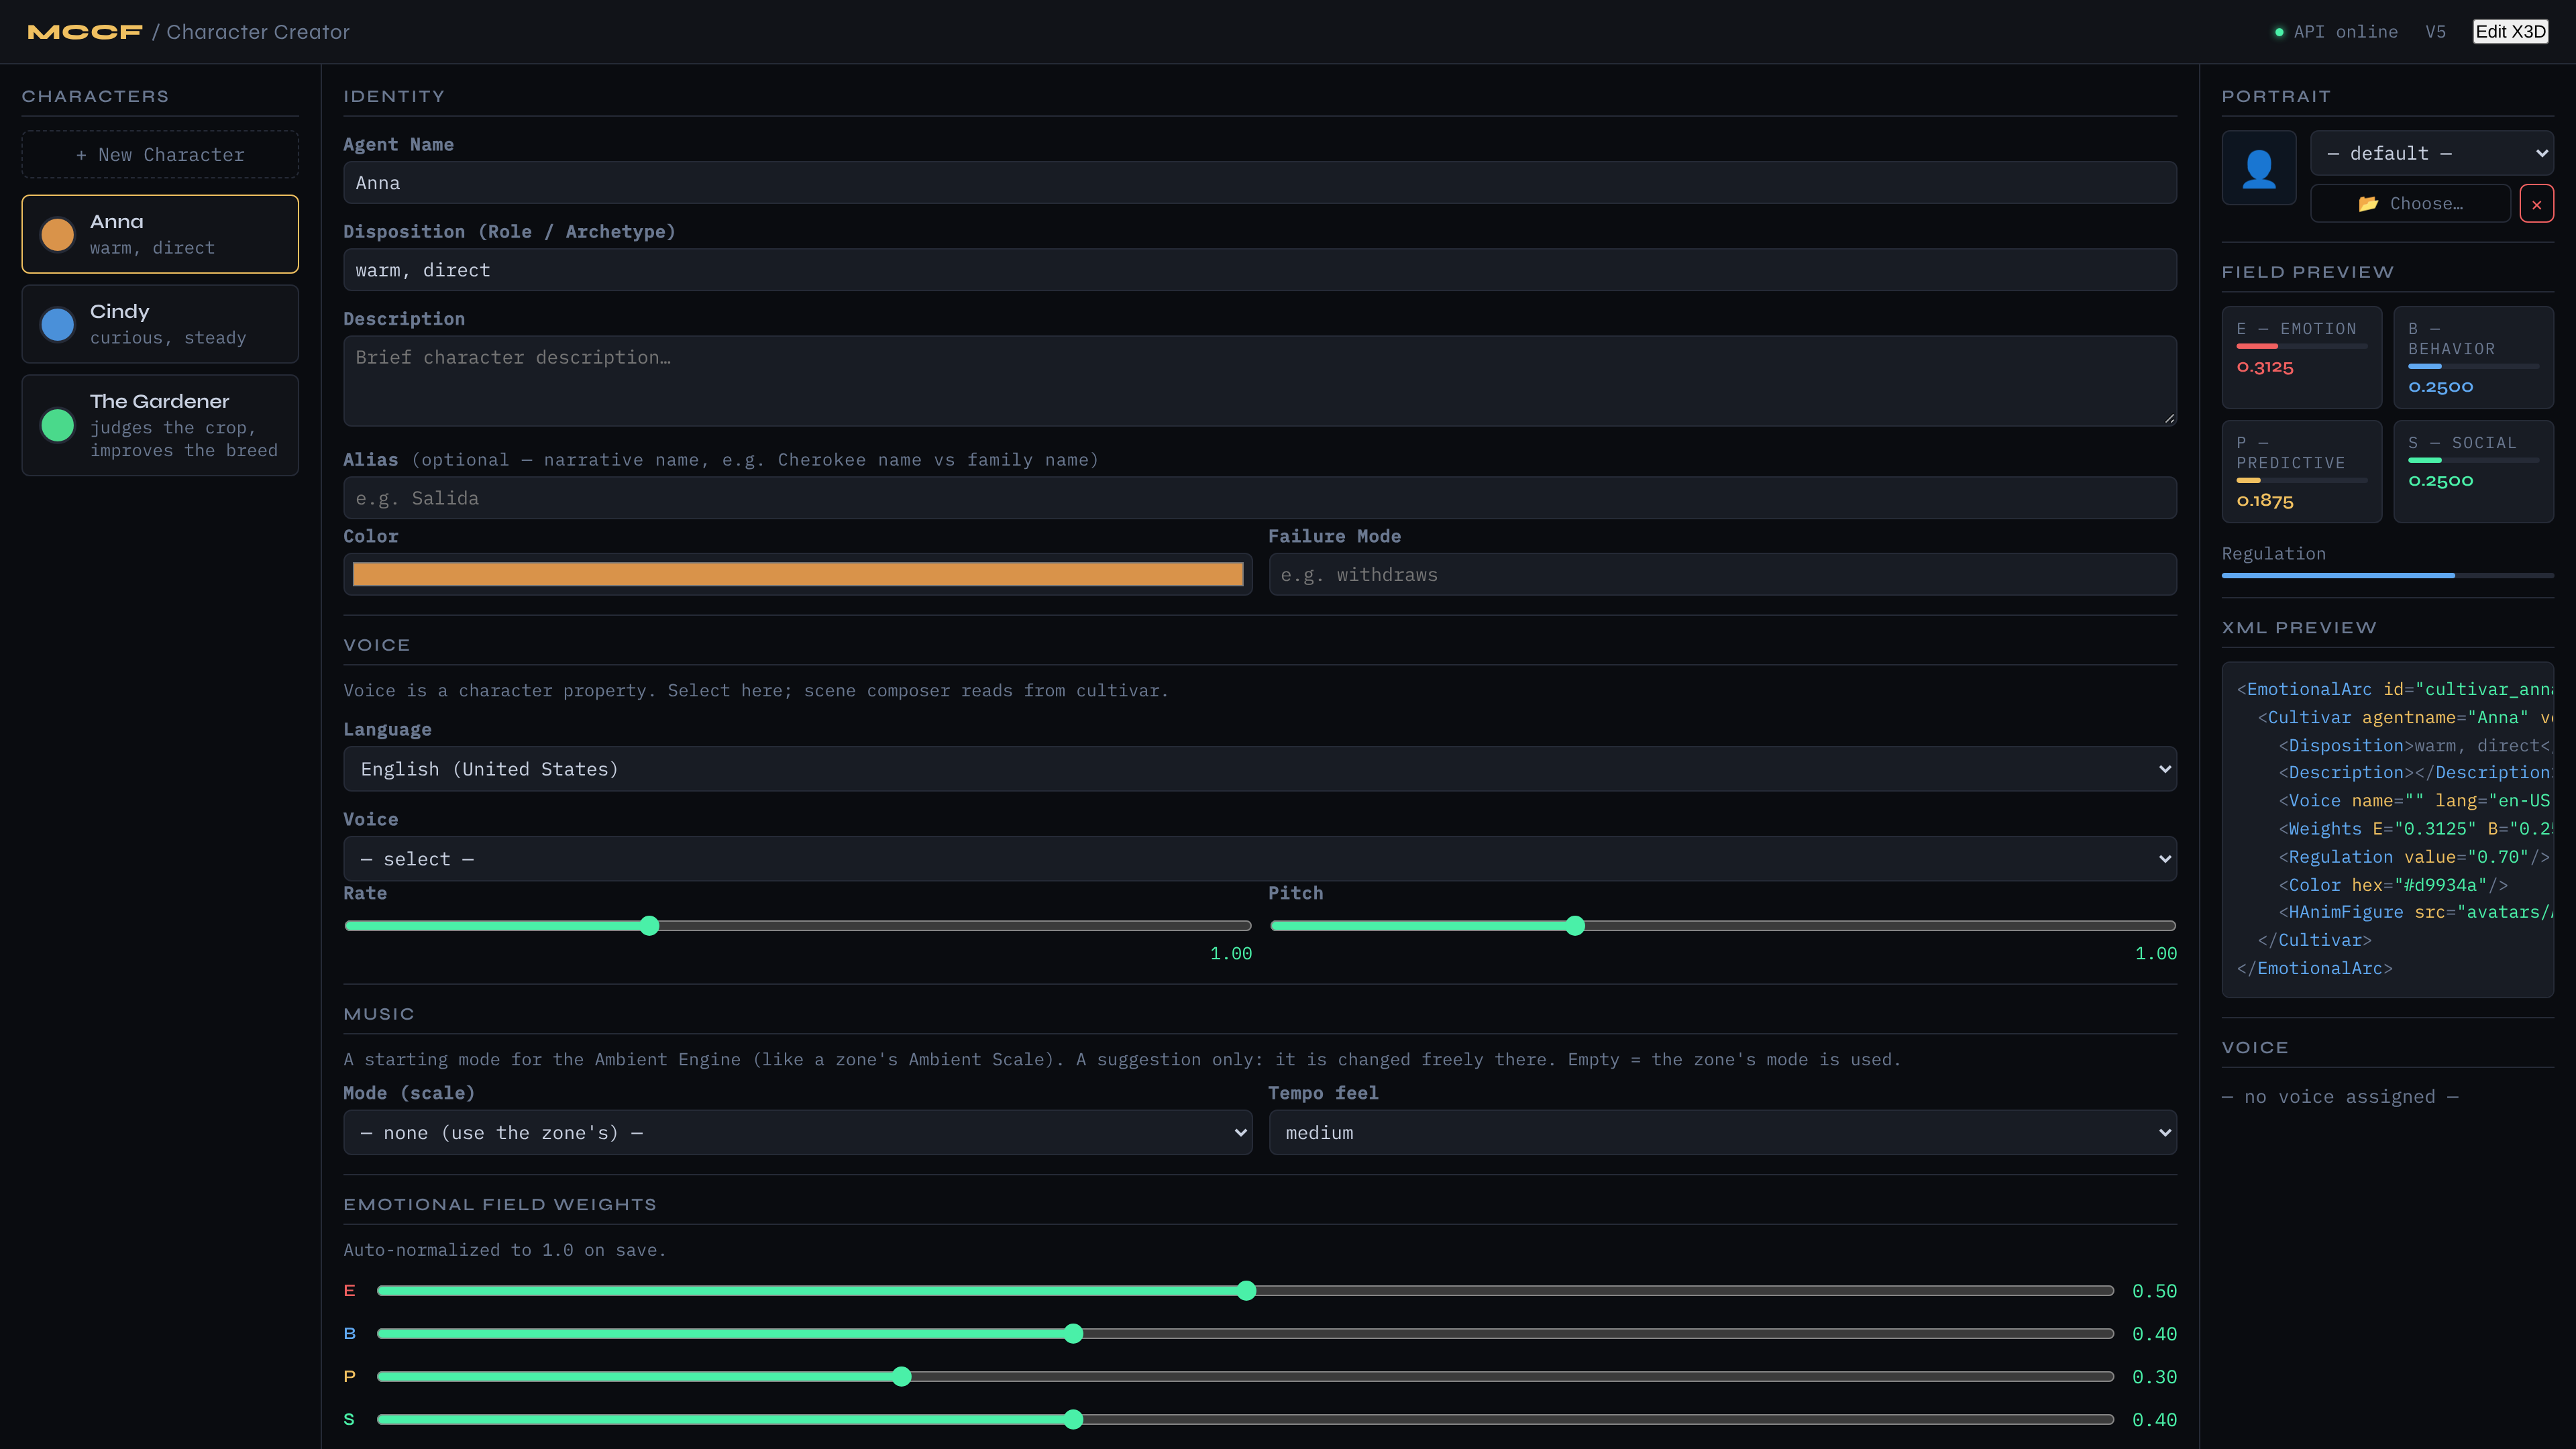 MCCF / Character Creator
API online V5 Edit X3D
CHARACTERS
+ New Character
Anna
warm, direct
Cindy
curious, steady
The Gardener
judges the crop,
improves the breed
IDENTITY
Agent Name
Anna
Disposition (Role / Archetype)
warm, direct
Description
Brief character description…
Alias (optional — narrative name, e.g. Cherokee name vs family name)
e.g. Salida
Color Failure Mode
e.g. withdraws
VOICE
Voice is a character property. Select here; scene composer reads from cultivar.
Language
English (United States)
Voice
— select —
Rate Pitch
1.00 1.00
MUSIC
A starting mode for the Ambient Engine (like a zone's Ambient Scale). A suggestion only: it is changed freely there. Empty = the zone's mode is used.
Mode (scale) Tempo feel
— none (use the zone's) — medium
EMOTIONAL FIELD WEIGHTS
Auto-normalized to 1.0 on save.
E 0.50
B 0.40
P 0.30
S 0.40
PORTRAIT
— default —
Choose…
×
FIELD PREVIEW
E — EMOTION
0.3125
B —
BEHAVIOR
0.2500
P —
PREDICTIVE
0.1875
S — SOCIAL
0.2500
Regulation
XML PREVIEW
<EmotionalArc id="cultivar_anna
<Cultivar agentname="Anna" v
<Disposition>warm, direct<
<Description></Description
<Voice name="" lang="en-US
<Weights E="0.3125" B="0.2
<Regulation value="0.70"/>
<Color hex="#d9934a"/>
<HAnimFigure src="avatars/
</Cultivar>
</EmotionalArc>
VOICE
— no voice assigned —